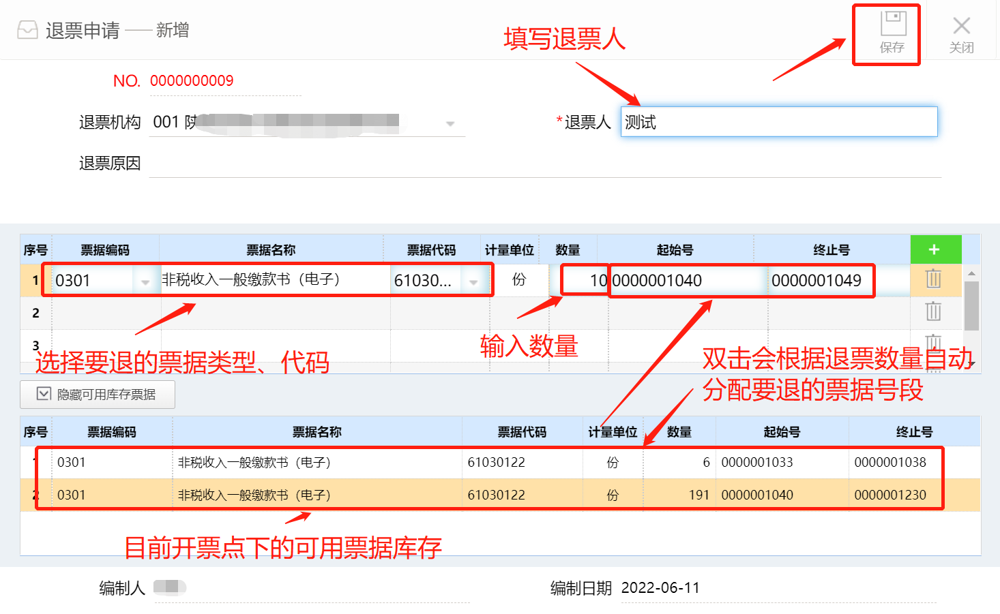 退票申请 —— 新增
填写退票人
保存
关闭
NO. 0000000009
退票机构 001 陕
*退票人 测试
退票原因
序号 票据编码 票据名称 票据代码 计量单位 数量 起始号 终止号 +
1 0301 非税收入一般缴款书（电子） 61030... 份 10 0000001040 0000001049
2
3
选择要退的票据类型、代码
输入数量
双击会根据退票数量自动
分配要退的票据号段
隐藏可用库存票据
序号 票据编码 票据名称 票据代码 计量单位 数量 起始号 终止号
1 0301 非税收入一般缴款书（电子） 61030122 份 6 0000001033 0000001038
2 0301 非税收入一般缴款书（电子） 61030122 份 191 0000001040 0000001230
目前开票点下的可用票据库存
编制人
编制日期 2022-06-11